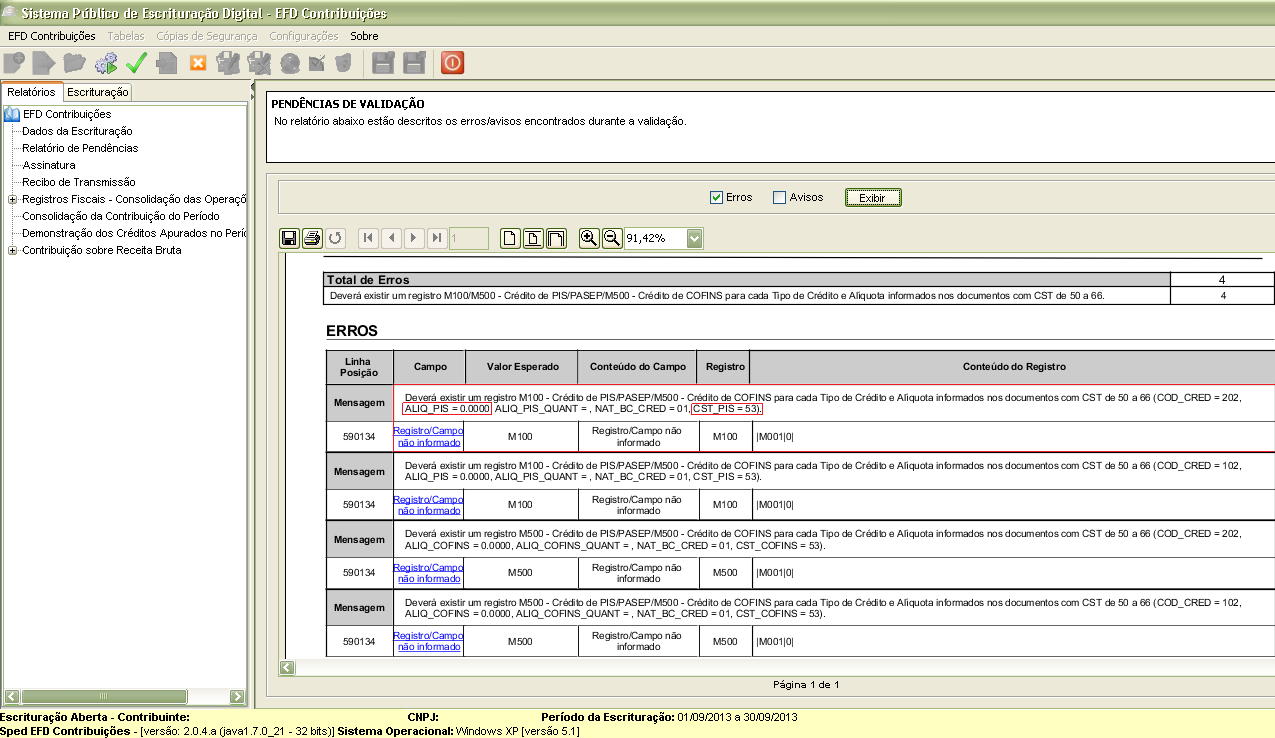 Sistema Público de Escrituração Digital - EFD Contribuições
EFD Contribuições Tabelas Cópias de Segurança Configurações Sobre
Relatórios Escrituração
EFD Contribuições
Dados da Escrituração
Relatório de Pendências
Assinatura
Recibo de Transmissão
Registros Fiscais - Consolidação das Operaçõ
Consolidação da Contribuição do Período
Demonstração dos Créditos Apurados no Perío
Contribuição sobre Receita Bruta
PENDÊNCIAS DE VALIDAÇÃO
No relatório abaixo estão descritos os erros/avisos encontrados durante a validação.
Erros Avisos Exibir
1 91,42%
Total de Erros 4
Deverá existir um registro M100/M500 - Crédito de PIS/PASEP/M500 - Crédito de COFINS para cada Tipo de Crédito e Alíquota informados nos documentos com CST de 50 a 66. 4
ERROS
Linha Posição Campo Valor Esperado Conteúdo do Campo Registro Conteúdo do Registro
Mensagem Deverá existir um registro M100 - Crédito de PIS/PASEP/M500 - Crédito de COFINS para cada Tipo de Crédito e Alíquota informados nos documentos com CST de 50 a 66 (COD_CRED = 202,
ALIQ_PIS = 0.0000, ALIQ_PIS_QUANT = , NAT_BC_CRED = 01, CST_PIS = 53).
590134 Registro/Campo não informado M100 Registro/Campo não informado M100 |M001|0|
Mensagem Deverá existir um registro M100 - Crédito de PIS/PASEP/M500 - Crédito de COFINS para cada Tipo de Crédito e Alíquota informados nos documentos com CST de 50 a 66 (COD_CRED = 102,
ALIQ_PIS = 0.0000, ALIQ_PIS_QUANT = , NAT_BC_CRED = 01, CST_PIS = 53).
590134 Registro/Campo não informado M100 Registro/Campo não informado M100 |M001|0|
Mensagem Deverá existir um registro M500 - Crédito de PIS/PASEP/M500 - Crédito de COFINS para cada Tipo de Crédito e Alíquota informados nos documentos com CST de 50 a 66 (COD_CRED = 202,
ALIQ_COFINS = 0.0000, ALIQ_COFINS_QUANT = , NAT_BC_CRED = 01, CST_COFINS = 53).
590134 Registro/Campo não informado M500 Registro/Campo não informado M500 |M001|0|
Mensagem Deverá existir um registro M500 - Crédito de PIS/PASEP/M500 - Crédito de COFINS para cada Tipo de Crédito e Alíquota informados nos documentos com CST de 50 a 66 (COD_CRED = 102,
ALIQ_COFINS = 0.0000, ALIQ_COFINS_QUANT = , NAT_BC_CRED = 01, CST_COFINS = 53).
590134 Registro/Campo não informado M500 Registro/Campo não informado M500 |M001|0|
Página 1 de 1
Escrituração Aberta - Contribuinte: CNPJ: Período da Escrituração: 01/09/2013 a 30/09/2013
Sped EFD Contribuições - [versão: 2.0.4.a (java1.7.0_21 - 32 bits)] Sistema Operacional: Windows XP [versão 5.1]